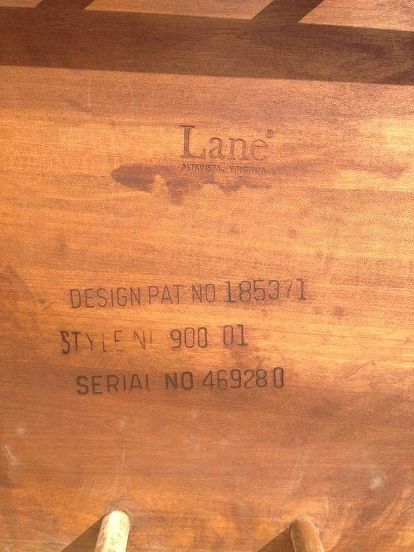 Lane®
ALTAVISTA, VIRGINIA
DESIGN PAT NO 185371
STYLE NO 900 01
SERIAL NO 469280